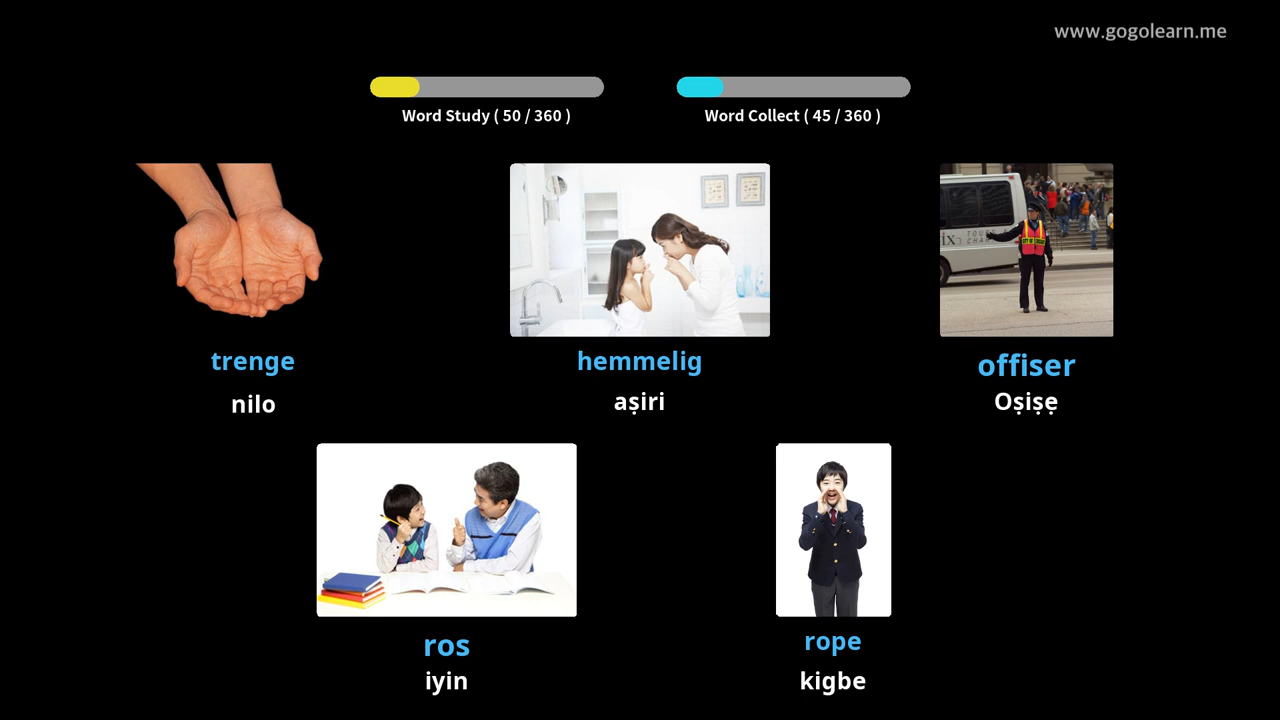 www.gogolearn.me
Word Study ( 50 / 360 )
Word Collect ( 45 / 360 )
trenge
nilo
hemmelig
aṣiri
offiser
Oṣiṣẹ
ros
iyin
rope
kigbe